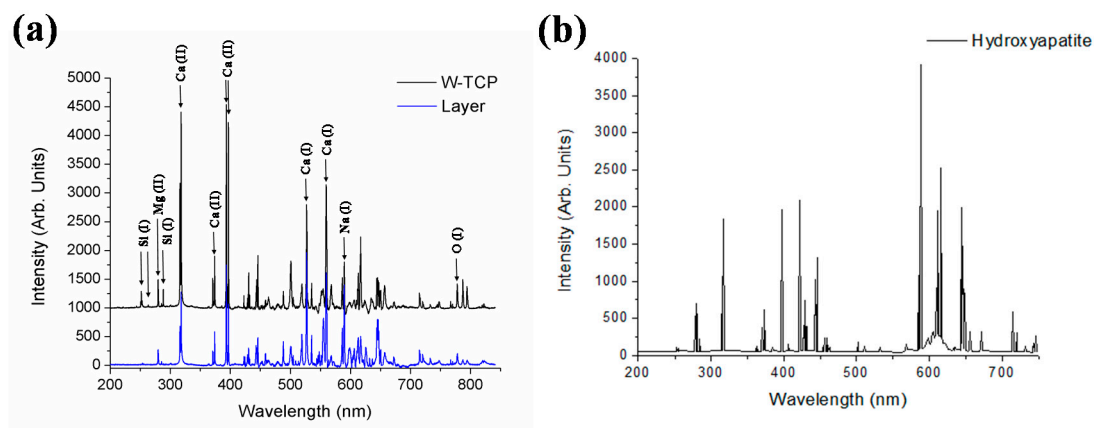 (a)
Ca (II)
Ca (II)
Si (I)
Mg (II)
Si (I)
Ca (II)
Ca (I)
Ca (I)
Na (I)
O (I)
W-TCP
Layer
5000
4500
4000
3500
3000
2500
2000
1500
1000
500
0
Intensity (Arb. Units)
200 300 400 500 600 700 800
Wavelength (nm)
(b)
Hydroxyapatite
4000
3500
3000
2500
2000
1500
1000
500
0
Intensity (Arb. Units)
200 300 400 500 600 700
Wavelength (nm)